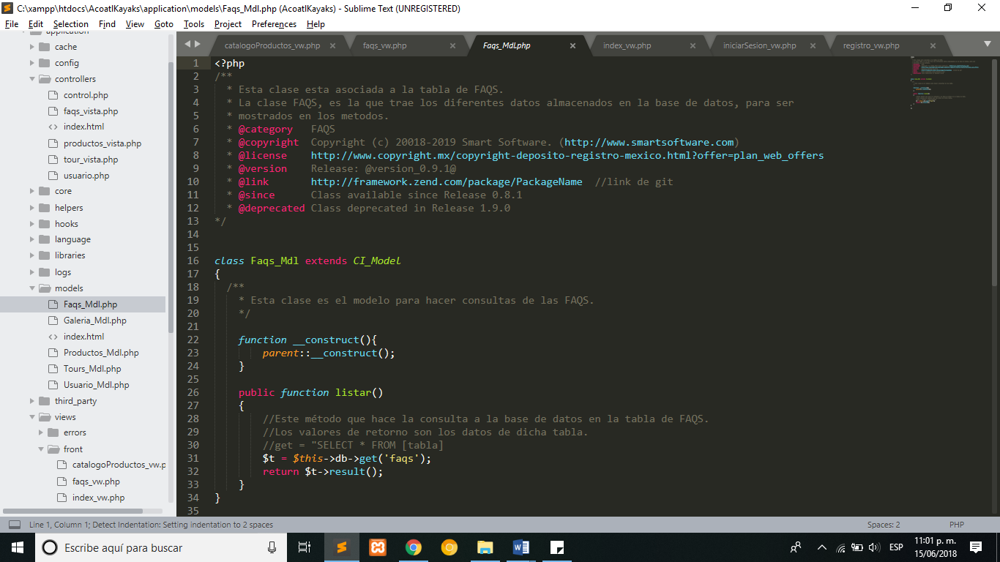 C:\xampp\htdocs\AcoatlKayaks\application\models\Faqs_Mdl.php (AcoatlKayaks) - Sublime Text (UNREGISTERED)
File Edit Selection Find View Goto Tools Project Preferences Help
application
cache
config
controllers
control.php
faqs_vista.php
index.html
productos_vista.php
tour_vista.php
usuario.php
core
helpers
hooks
language
libraries
logs
models
Faqs_Mdl.php
Galeria_Mdl.php
index.html
Productos_Mdl.php
Tours_Mdl.php
Usuario_Mdl.php
third_party
views
errors
front
catalogoProductos_vw.p
faqs_vw.php
index_vw.php
catalogoProductos_vw.php faqs_vw.php Faqs_Mdl.php index_vw.php iniciarSesion_vw.php registro_vw.php
1 <?php
2 /**
3 * Esta clase esta asociada a la tabla de FAQS.
4 * La clase FAQS, es la que trae los diferentes datos almacenados en la base de datos, para ser
5 * mostrados en los metodos.
6 * @category FAQS
7 * @copyright Copyright (c) 20018-2019 Smart Software. (http://www.smartsoftware.com)
8 * @license http://www.copyright.mx/copyright-deposito-registro-mexico.html?offer=plan_web_offers
9 * @version Release: @version_0.9.1@
10 * @link http://framework.zend.com/package/PackageName //link de git
11 * @since Class available since Release 0.8.1
12 * @deprecated Class deprecated in Release 1.9.0
13 */
14
15
16 class Faqs_Mdl extends CI_Model
17 {
18 /**
19 * Esta clase es el modelo para hacer consultas de las FAQS.
20 */
21
22 function __construct(){
23 parent::__construct();
24 }
25
26 public function listar()
27 {
28 //Este método que hace la consulta a la base de datos en la tabla de FAQS.
29 //Los valores de retorno son los datos de dicha tabla.
30 //get = "SELECT * FROM [tabla]
31 $t = $this->db->get('faqs');
32 return $t->result();
33 }
34 }
35
Line 1, Column 1; Detect Indentation: Setting indentation to 2 spaces Spaces: 2 PHP
Escribe aquí para buscar
ESP
11:01 p. m.
15/06/2018